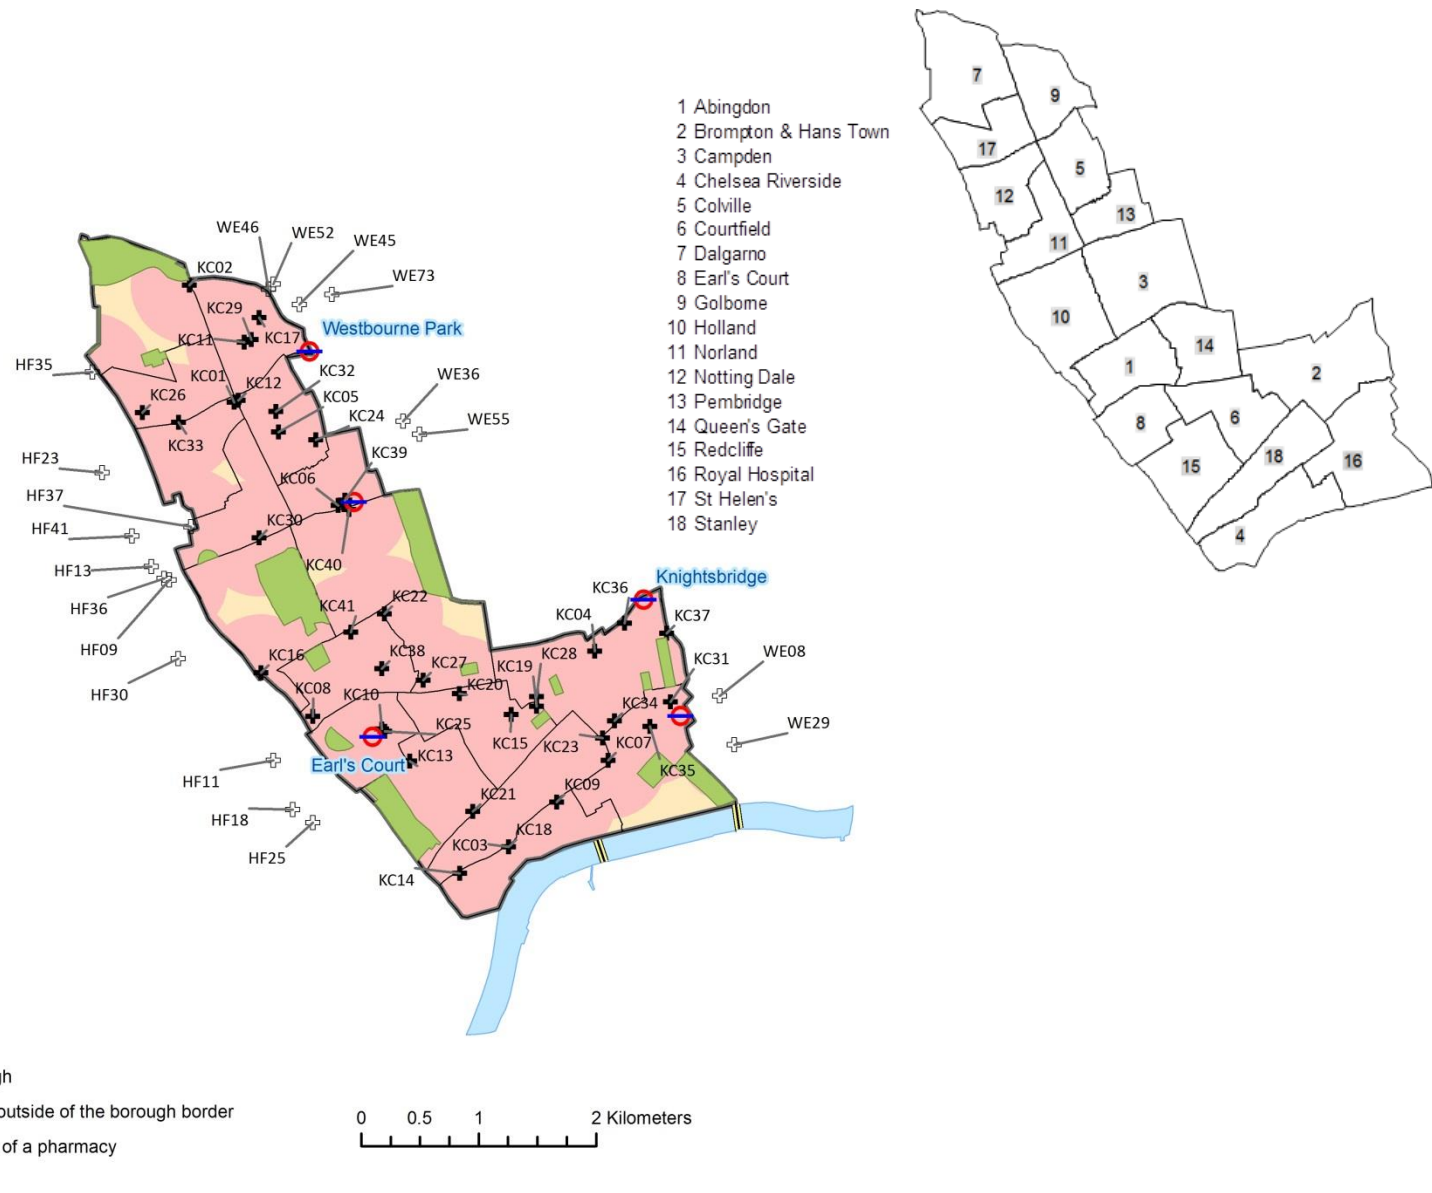 7
9
17
5
12
13
11
3
10
14
1
2
8
6
15
18
16
4
1 Abingdon
2 Brompton & Hans Town
3 Campden
4 Chelsea Riverside
5 Colville
6 Courtfield
7 Dalgarno
8 Earl's Court
9 Golborne
10 Holland
11 Norland
12 Notting Dale
13 Pembridge
14 Queen's Gate
15 Redcliffe
16 Royal Hospital
17 St Helen's
18 Stanley
WE46
WE52
WE45
KC02
WE73
KC29
Westbourne Park
KC11
KC17
HF35
KC32
KC01
KC12
WE36
KC26
KC05
KC24
WE55
KC33
KC39
HF23
KC06
HF37
KC30
HF41
KC40
HF13
Knightsbridge
HF36
KC36
KC41
KC22
KC04
KC37
HF09
KC16
KC38
KC27
KC19
KC28
WE08
KC31
HF30
KC08
KC10
KC20
KC34
WE29
KC25
KC15
KC23
KC07
Earl's Court
KC13
KC35
HF11
KC09
KC21
HF18
KC03
KC18
HF25
KC14
gh
outside of the borough border
of a pharmacy
0 0.5 1 2 Kilometers